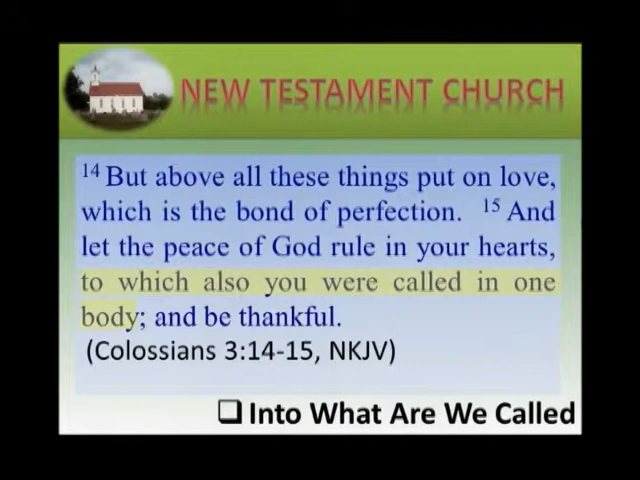 NEW TESTAMENT CHURCH
14 But above all these things put on love,
which is the bond of perfection. 15 And
let the peace of God rule in your hearts,
to which also you were called in one
body; and be thankful.
(Colossians 3:14-15, NKJV)
❑ Into What Are We Called